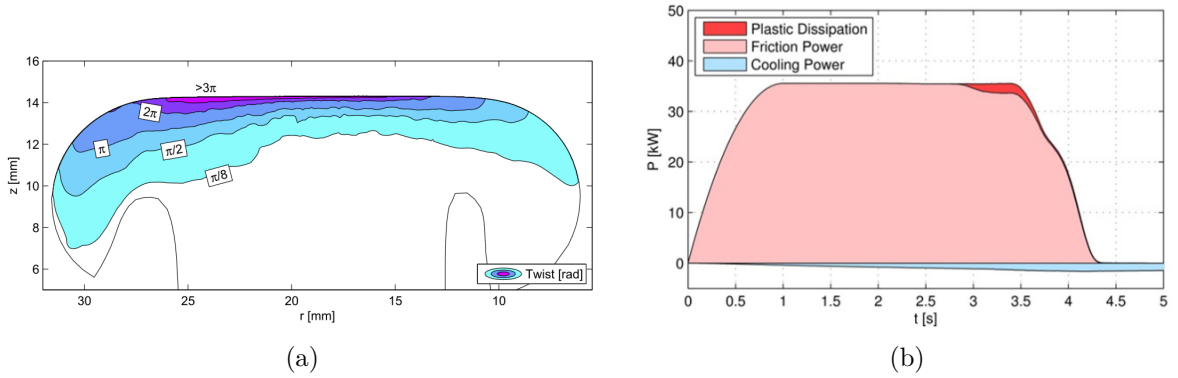 16
14
12
10
8
6
z [mm]
>3π
2π
π
π/2
π/8
Twist [rad]
30
25
20
15
10
r [mm]
(a)
50
40
30
20
10
0
P [kW]
Plastic Dissipation
Friction Power
Cooling Power
0
0.5
1
1.5
2
2.5
3
3.5
4
4.5
5
t [s]
(b)